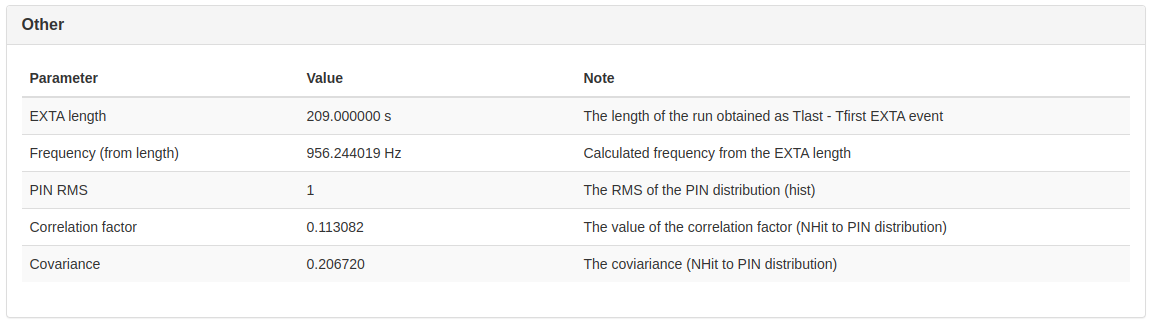 Other
Parameter Value Note
EXTA length 209.000000 s The length of the run obtained as Tlast - Tfirst EXTA event
Frequency (from length) 956.244019 Hz Calculated frequency from the EXTA length
PIN RMS 1 The RMS of the PIN distribution (hist)
Correlation factor 0.113082 The value of the correlation factor (NHit to PIN distribution)
Covariance 0.206720 The coviariance (NHit to PIN distribution)